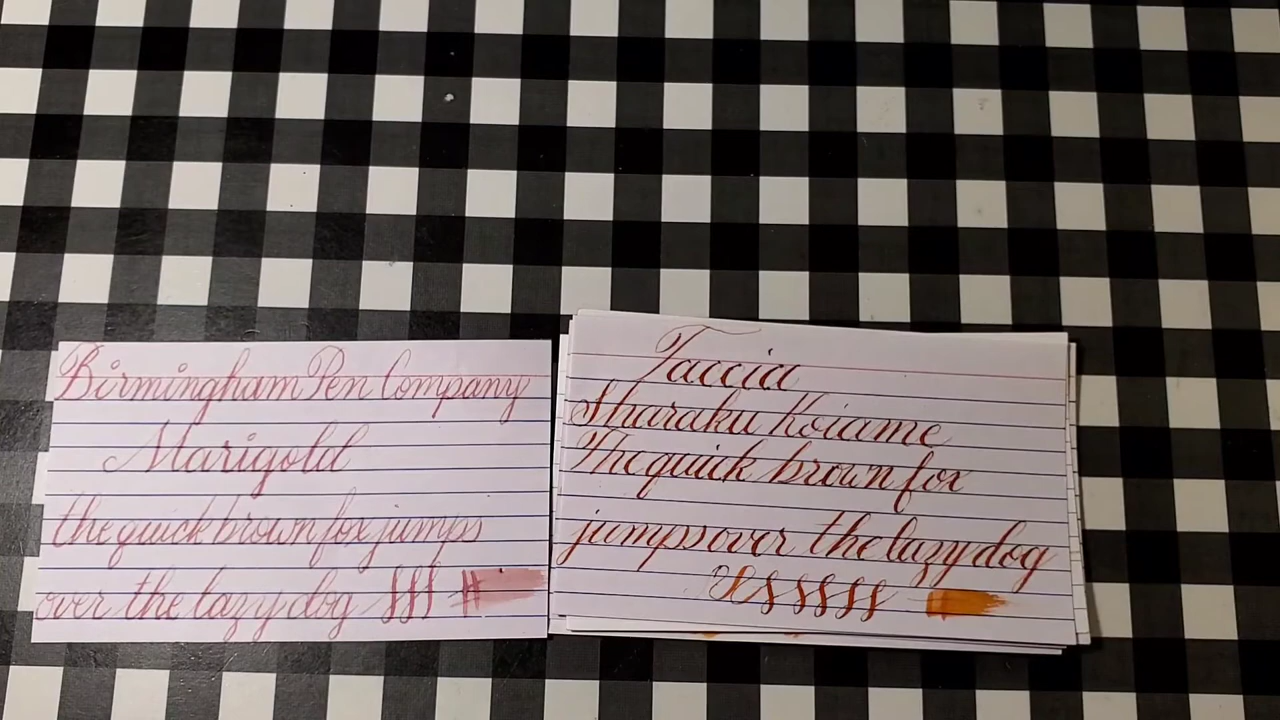 Birmingham Pen Company
Marigold
the quick brown fox jumps
over the lazy dog fff
Taccia
Sharaku Koiame
The quick brown fox
jumps over the lazy dog